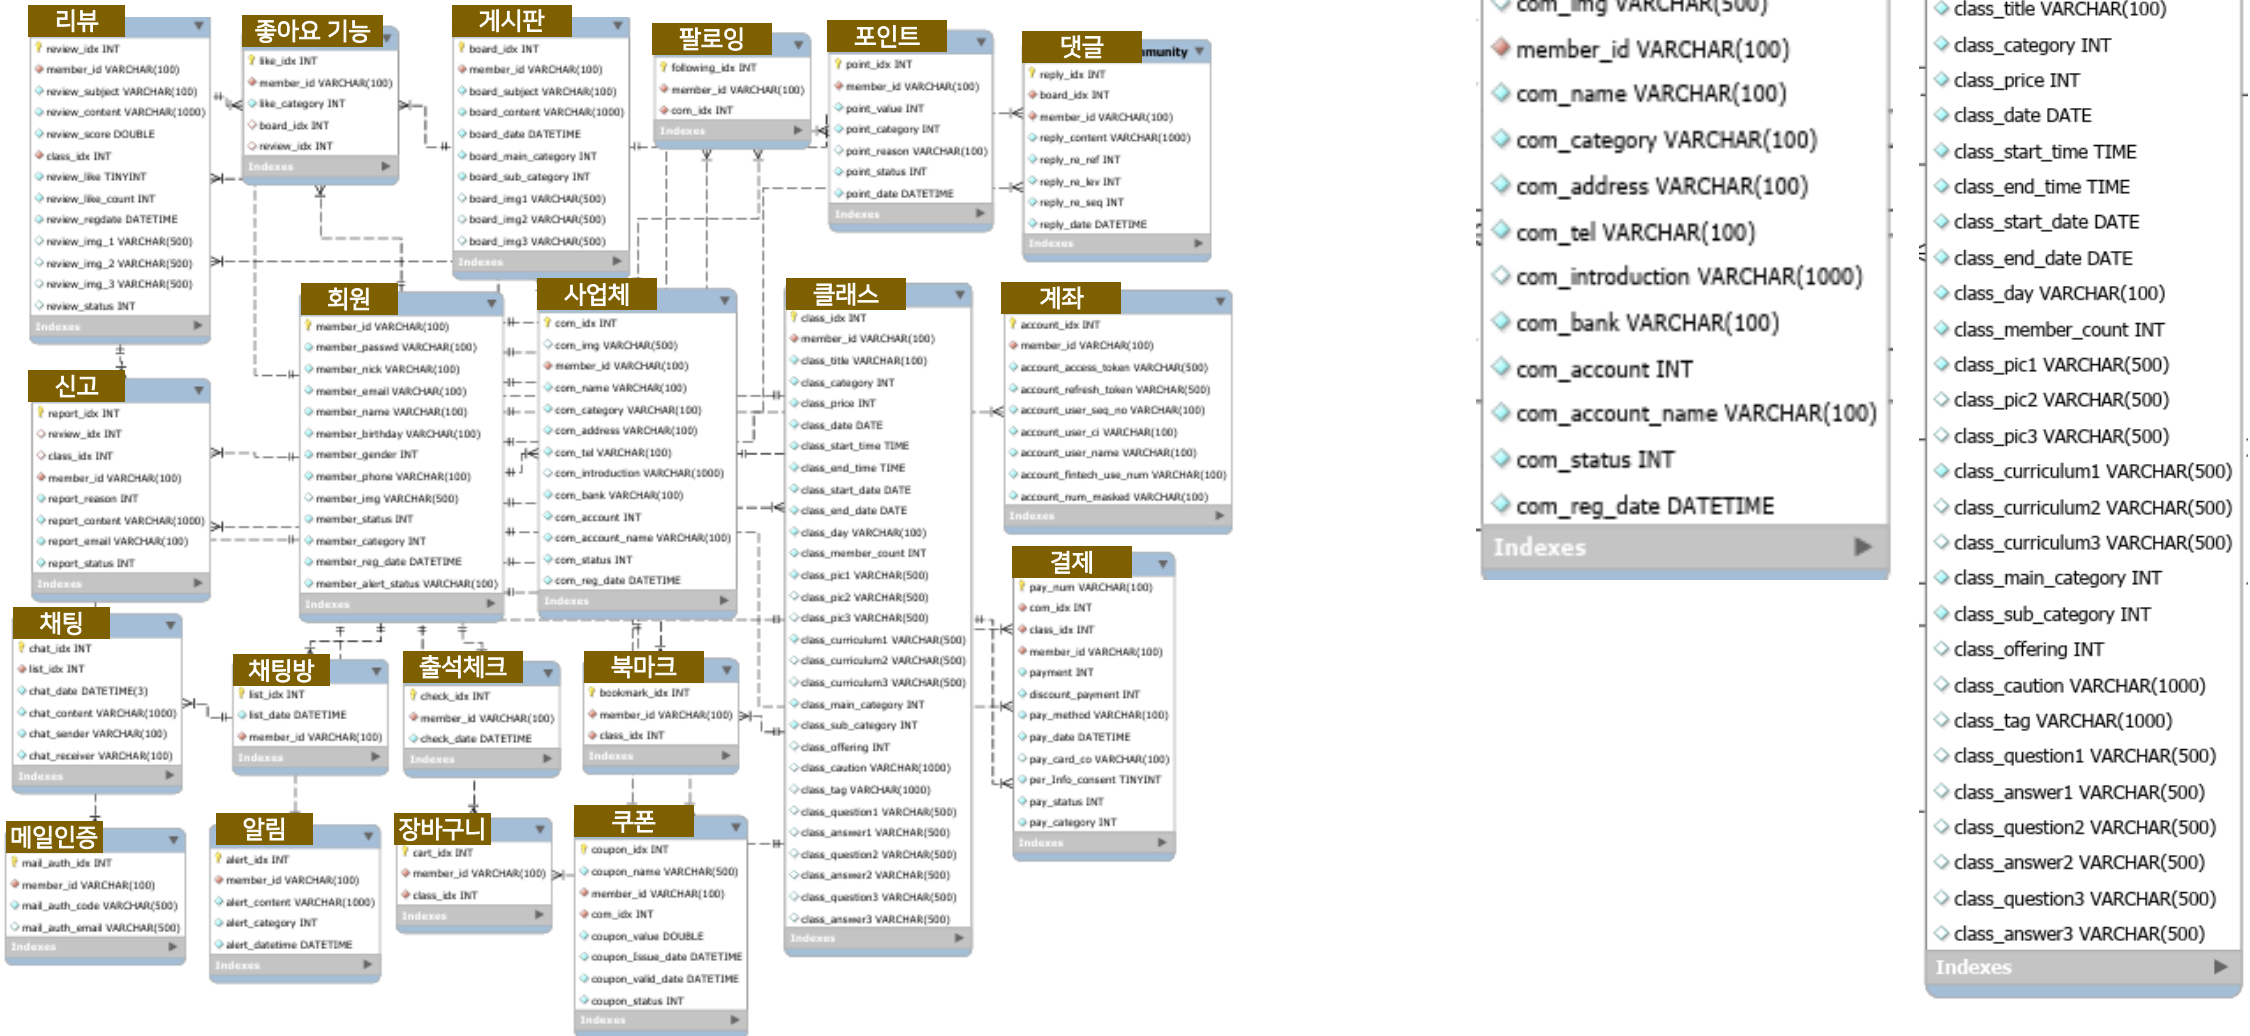 리뷰
review_idx INT
member_id VARCHAR(100)
review_subject VARCHAR(100)
review_content VARCHAR(1000)
review_score DOUBLE
class_idx INT
review_like TINYINT
review_like_count INT
review_regdate DATETIME
review_img_1 VARCHAR(500)
review_img_2 VARCHAR(500)
review_img_3 VARCHAR(500)
review_status INT
Indexes
좋아요 기능
like_idx INT
member_id VARCHAR(100)
like_category INT
board_idx INT
review_idx INT
Indexes
게시판
board_idx INT
member_id VARCHAR(100)
board_subject VARCHAR(100)
board_content VARCHAR(1000)
board_date DATETIME
board_main_category INT
board_sub_category INT
board_img1 VARCHAR(500)
board_img2 VARCHAR(500)
board_img3 VARCHAR(500)
Indexes
팔로잉
following_idx INT
member_id VARCHAR(100)
com_idx INT
Indexes
포인트
point_idx INT
member_id VARCHAR(100)
point_value INT
point_category INT
point_reason VARCHAR(100)
point_status INT
point_date DATETIME
Indexes
댓글
munity
reply_idx INT
board_idx INT
member_id VARCHAR(100)
reply_content VARCHAR(1000)
reply_re_ref INT
reply_re_lev INT
reply_re_seq INT
reply_date DATETIME
Indexes
회원
member_id VARCHAR(100)
member_passwd VARCHAR(100)
member_nick VARCHAR(100)
member_email VARCHAR(100)
member_name VARCHAR(100)
member_birthday VARCHAR(100)
member_gender INT
member_phone VARCHAR(100)
member_img VARCHAR(500)
member_status INT
member_category INT
member_reg_date DATETIME
member_alert_status VARCHAR(100)
Indexes
사업체
com_idx INT
com_img VARCHAR(500)
member_id VARCHAR(100)
com_name VARCHAR(100)
com_category VARCHAR(100)
com_address VARCHAR(100)
com_tel VARCHAR(100)
com_introduction VARCHAR(1000)
com_bank VARCHAR(100)
com_account INT
com_account_name VARCHAR(100)
com_status INT
com_reg_date DATETIME
Indexes
클래스
class_idx INT
member_id VARCHAR(100)
class_title VARCHAR(100)
class_category INT
class_price INT
class_date DATE
class_start_time TIME
class_end_time TIME
class_start_date DATE
class_end_date DATE
class_day VARCHAR(100)
class_member_count INT
class_pic1 VARCHAR(500)
class_pic2 VARCHAR(500)
class_pic3 VARCHAR(500)
class_curriculum1 VARCHAR(500)
class_curriculum2 VARCHAR(500)
class_curriculum3 VARCHAR(500)
class_main_category INT
class_sub_category INT
class_offering INT
class_caution VARCHAR(1000)
class_tag VARCHAR(1000)
class_question1 VARCHAR(500)
class_answer1 VARCHAR(500)
class_question2 VARCHAR(500)
class_answer2 VARCHAR(500)
class_question3 VARCHAR(500)
class_answer3 VARCHAR(500)
Indexes
계좌
account_idx INT
member_id VARCHAR(100)
account_access_token VARCHAR(500)
account_refresh_token VARCHAR(500)
account_user_seq_no VARCHAR(100)
account_user_ci VARCHAR(100)
account_user_name VARCHAR(100)
account_fintech_use_num VARCHAR(100)
account_num_masked VARCHAR(100)
Indexes
신고
report_idx INT
review_idx INT
class_idx INT
member_id VARCHAR(100)
report_reason INT
report_content VARCHAR(1000)
report_email VARCHAR(100)
report_status INT
Indexes
결제
pay_num VARCHAR(100)
com_idx INT
class_idx INT
member_id VARCHAR(100)
payment INT
discount_payment INT
pay_method VARCHAR(100)
pay_date DATETIME
pay_card_co VARCHAR(100)
per_Info_consent TINYINT
pay_status INT
pay_category INT
Indexes
채팅
chat_idx INT
list_idx INT
chat_date DATETIME(3)
chat_content VARCHAR(1000)
chat_sender VARCHAR(100)
chat_receiver VARCHAR(100)
Indexes
채팅방
list_idx INT
list_date DATETIME
member_id VARCHAR(100)
Indexes
출석체크
check_idx INT
member_id VARCHAR(100)
check_date DATETIME
Indexes
북마크
bookmark_idx INT
member_id VARCHAR(100)
class_idx INT
Indexes
메일인증
mail_auth_idx INT
member_id VARCHAR(100)
mail_auth_code VARCHAR(500)
mail_auth_email VARCHAR(500)
Indexes
알림
alert_idx INT
member_id VARCHAR(100)
alert_content VARCHAR(1000)
alert_category INT
alert_datetime DATETIME
Indexes
장바구니
cart_idx INT
member_id VARCHAR(100)
class_idx INT
Indexes
쿠폰
coupon_idx INT
coupon_name VARCHAR(500)
member_id VARCHAR(100)
com_idx INT
coupon_value DOUBLE
coupon_Issue_date DATETIME
coupon_valid_date DATETIME
coupon_status INT
Indexes
com_img VARCHAR(500)
member_id VARCHAR(100)
com_name VARCHAR(100)
com_category VARCHAR(100)
com_address VARCHAR(100)
com_tel VARCHAR(100)
com_introduction VARCHAR(1000)
com_bank VARCHAR(100)
com_account INT
com_account_name VARCHAR(100)
com_status INT
com_reg_date DATETIME
Indexes
class_title VARCHAR(100)
class_category INT
class_price INT
class_date DATE
class_start_time TIME
class_end_time TIME
class_start_date DATE
class_end_date DATE
class_day VARCHAR(100)
class_member_count INT
class_pic1 VARCHAR(500)
class_pic2 VARCHAR(500)
class_pic3 VARCHAR(500)
class_curriculum1 VARCHAR(500)
class_curriculum2 VARCHAR(500)
class_curriculum3 VARCHAR(500)
class_main_category INT
class_sub_category INT
class_offering INT
class_caution VARCHAR(1000)
class_tag VARCHAR(1000)
class_question1 VARCHAR(500)
class_answer1 VARCHAR(500)
class_question2 VARCHAR(500)
class_answer2 VARCHAR(500)
class_question3 VARCHAR(500)
class_answer3 VARCHAR(500)
Indexes